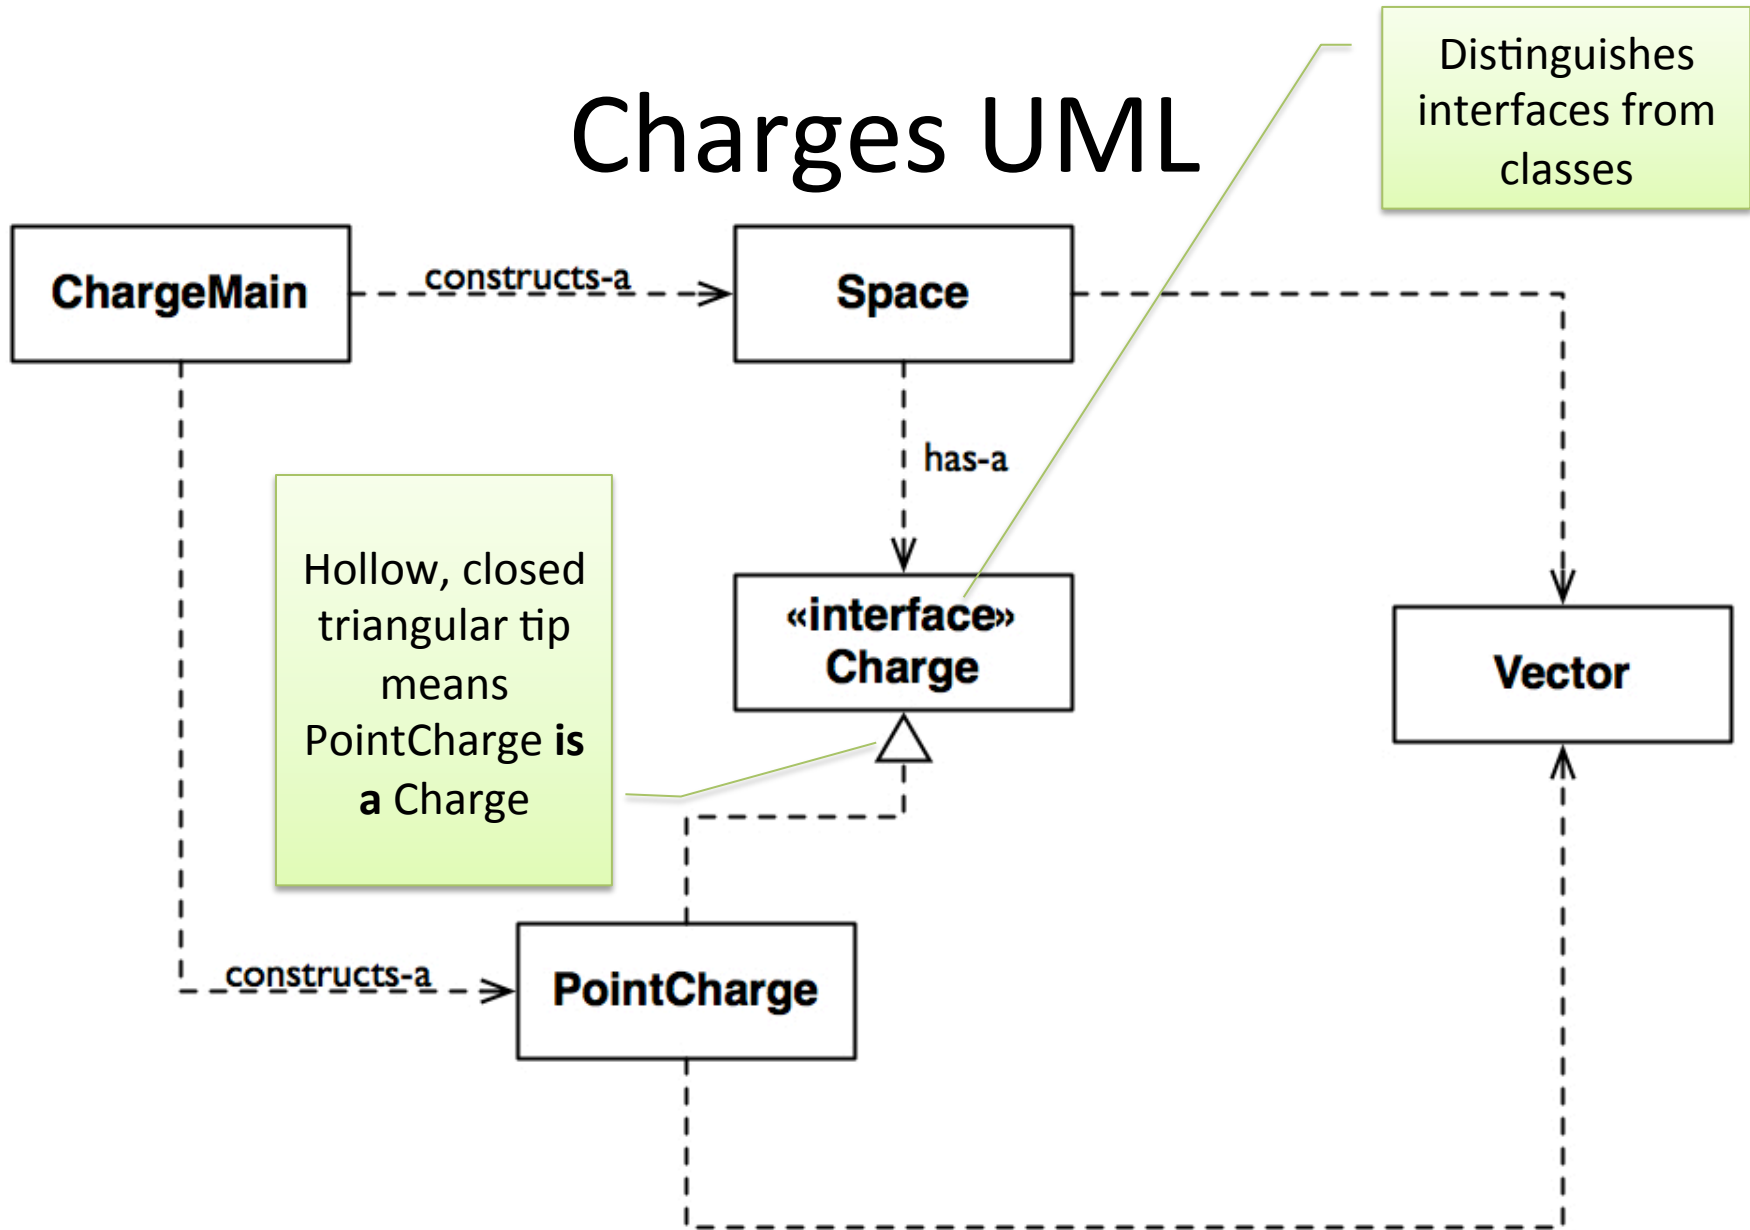 Charges UML
Distinguishes
interfaces from
classes
ChargeMain
constructs-a
Space
has-a
Hollow, closed
triangular tip
means
PointCharge is
a Charge
«interface»
Charge
Vector
constructs-a
PointCharge